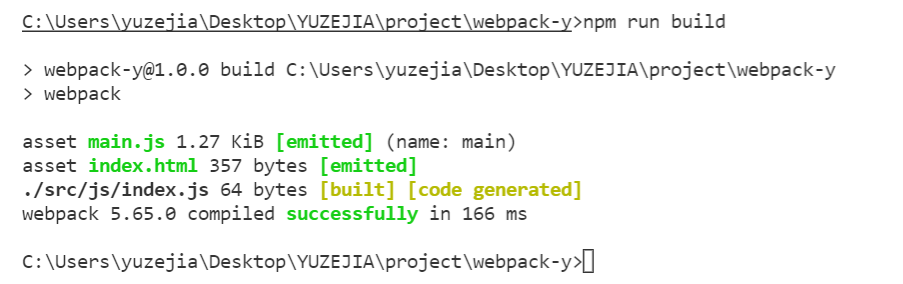 C:\Users\yuzejia\Desktop\YUZEJIA\project\webpack-y>npm run build
> webpack-y@1.0.0 build C:\Users\yuzejia\Desktop\YUZEJIA\project\webpack-y
> webpack
asset main.js 1.27 KiB [emitted] (name: main)
asset index.html 357 bytes [emitted]
./src/js/index.js 64 bytes [built] [code generated]
webpack 5.65.0 compiled successfully in 166 ms
C:\Users\yuzejia\Desktop\YUZEJIA\project\webpack-y>